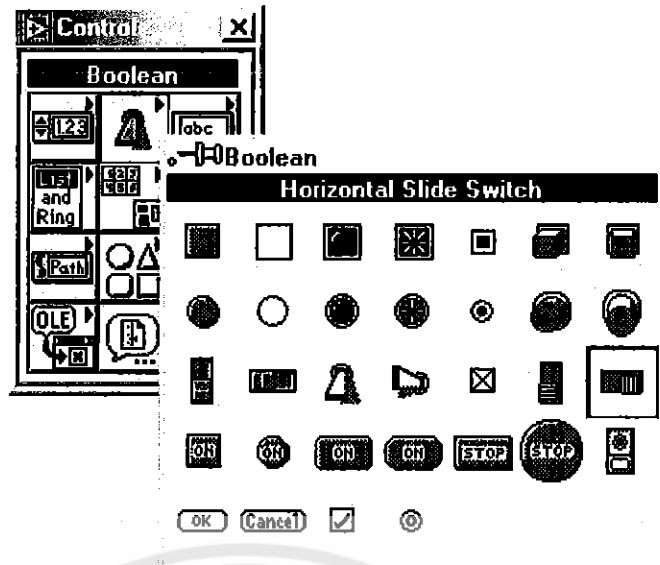 Control
Boolean
1.23
abc
List
and
Ring
Path
OLE
Boolean
Horizontal Slide Switch
ON
ON
ON
ON
STOP
STOP
OK
Cancel